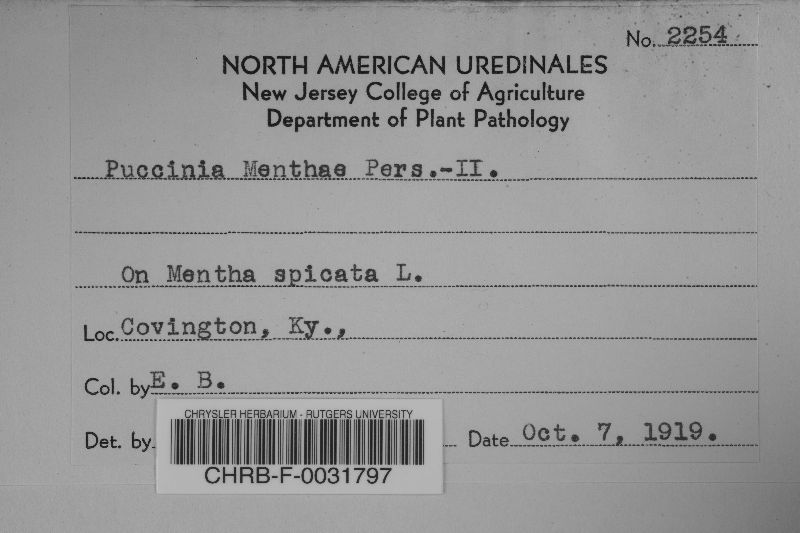 No. 2254
NORTH AMERICAN UREDINALES
New Jersey College of Agriculture
Department of Plant Pathology
Puccinia Menthae Pers.-II.
On Mentha spicata L.
Loc. Covington, Ky.,
Col. by E. B.
Det. by
Date Oct. 7, 1919.
CHRYSLER HERBARIUM - RUTGERS UNIVERSITY
CHRB-F-0031797